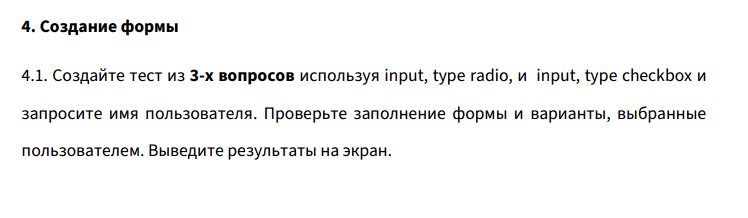 4. Создание формы
4.1. Создайте тест из 3-х вопросов используя input, type radio, и input, type checkbox и
запросите имя пользователя. Проверьте заполнение формы и варианты, выбранные
пользователем. Выведите результаты на экран.